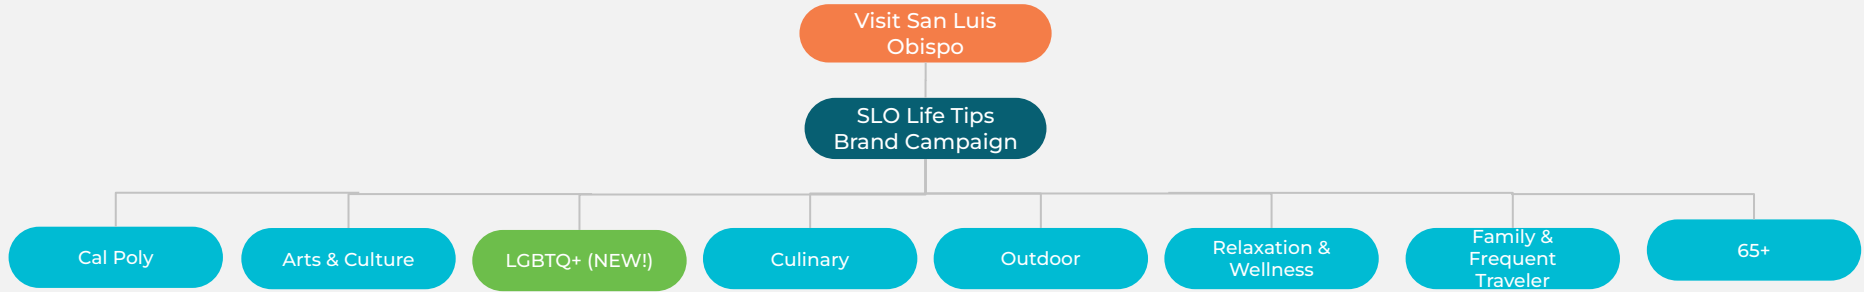 Visit San Luis
Obispo
SLO Life Tips
Brand Campaign
Cal Poly
Arts & Culture
LGBTQ+ (NEW!)
Culinary
Outdoor
Relaxation &
Wellness
Family &
Frequent
Traveler
65+